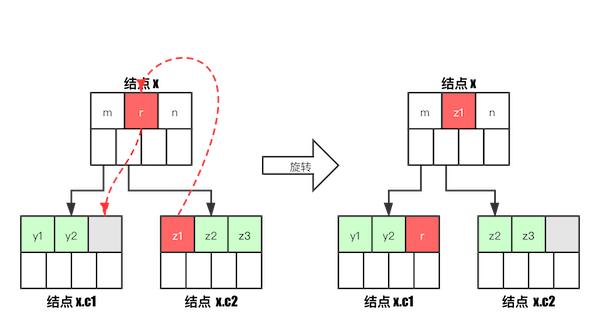 结点 x
m r n
y1 y2
z1 z2 z3
结点 x.c1
结点 x.c2
旋转
结点 x
m z1 n
y1 y2 r
z2 z3
结点 x.c1
结点 x.c2